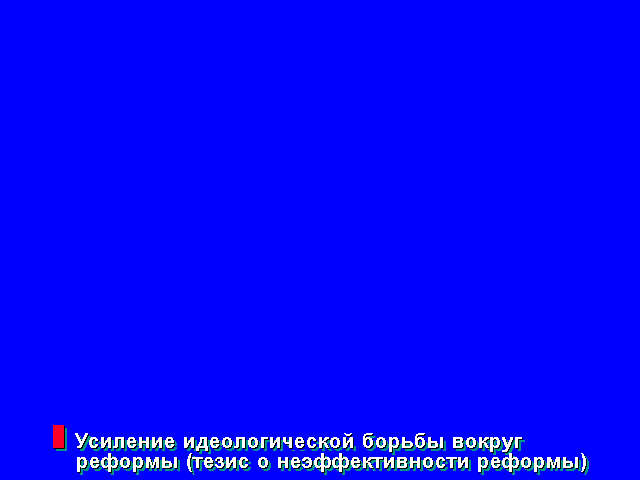 Усиление идеологической борьбы вокруг
реформы (тезис о неэффективности реформы)